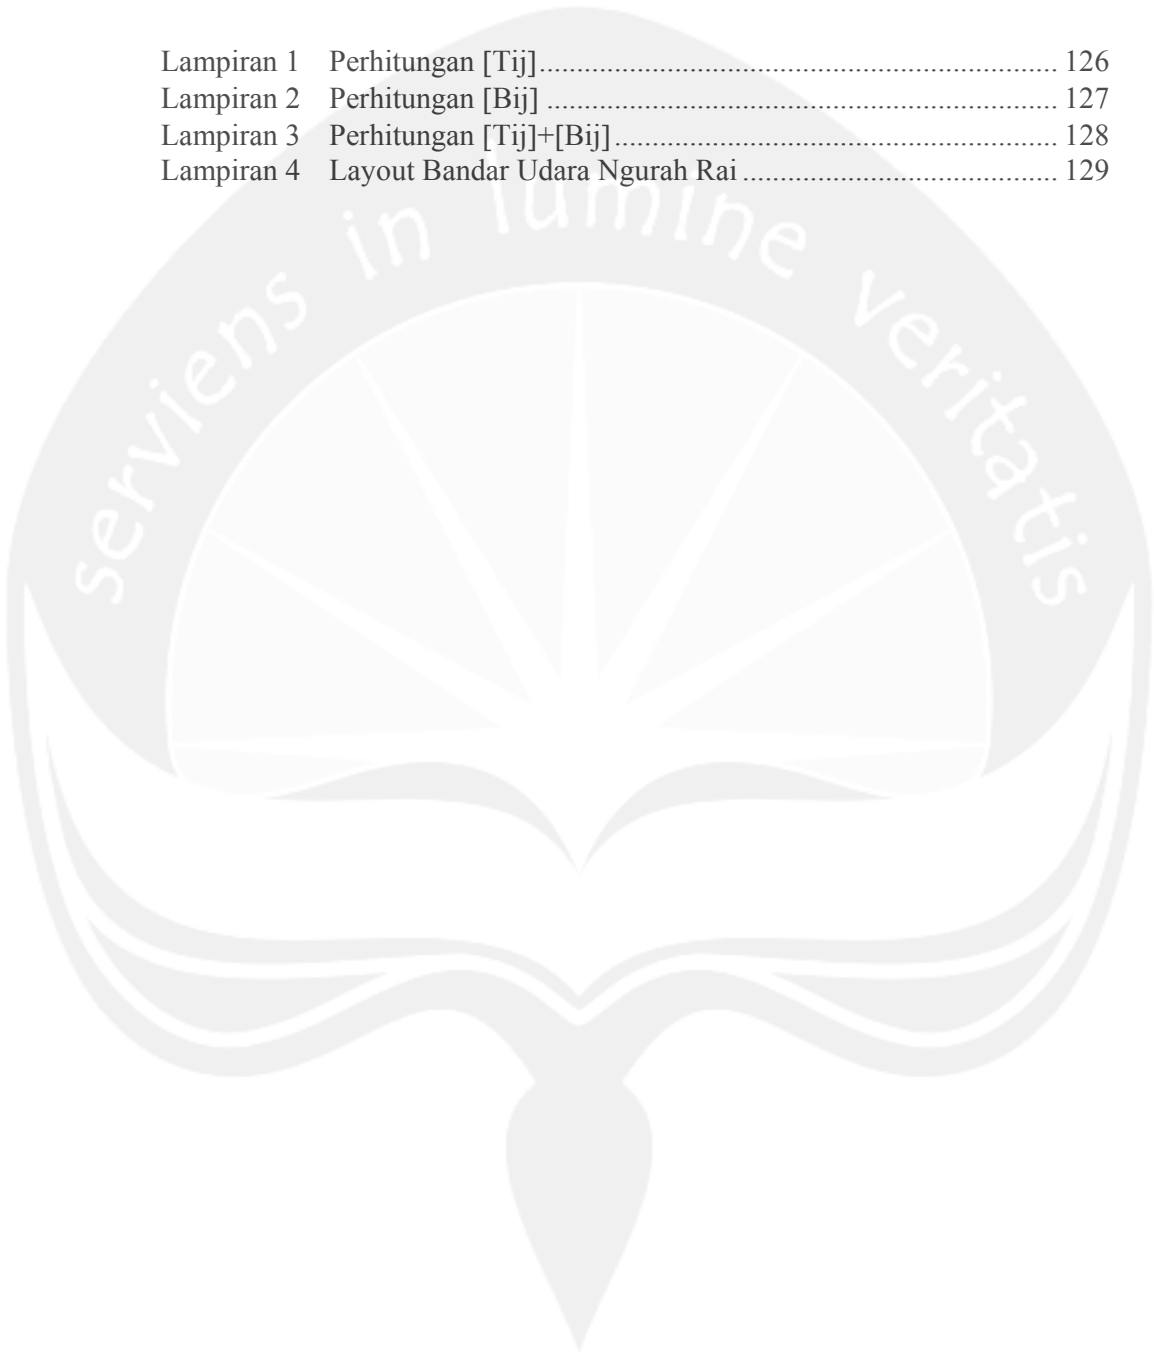 Lampiran 1 Perhitungan [Tij]..................................................................... 126
Lampiran 2 Perhitungan [Bij] .................................................................... 127
Lampiran 3 Perhitungan [Tij]+[Bij]........................................................... 128
Lampiran 4 Layout Bandar Udara Ngurah Rai .......................................... 129
serviens in lumine veritatis